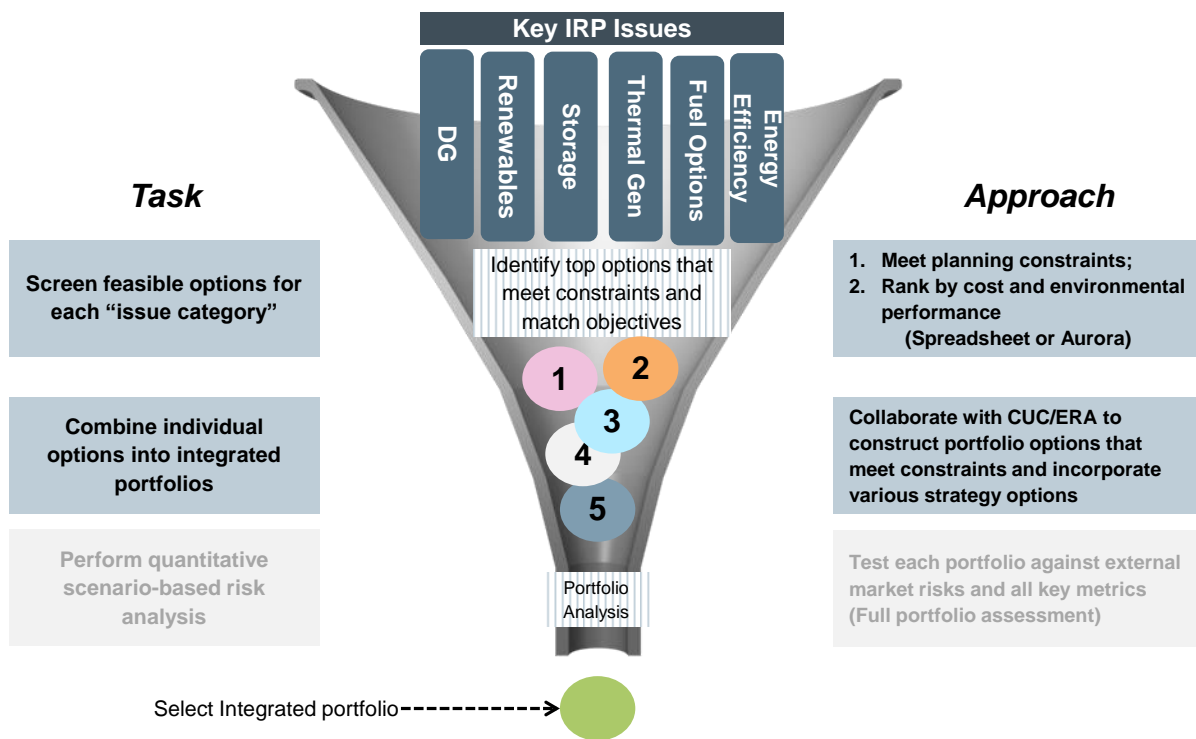 Key IRP Issues
DG
Renewables
Storage
Thermal Gen
Fuel Options
Energy
Efficiency
Task
Approach
Screen feasible options for
each “issue category”
Identify top options that
meet constraints and
match objectives
1. Meet planning constraints;
2. Rank by cost and environmental
performance
(Spreadsheet or Aurora)
1
2
3
4
5
Combine individual
options into integrated
portfolios
Collaborate with CUC/ERA to
construct portfolio options that
meet constraints and incorporate
various strategy options
Perform quantitative
scenario-based risk
analysis
Portfolio
Analysis
Test each portfolio against external
market risks and all key metrics
(Full portfolio assessment)
Select Integrated portfolio